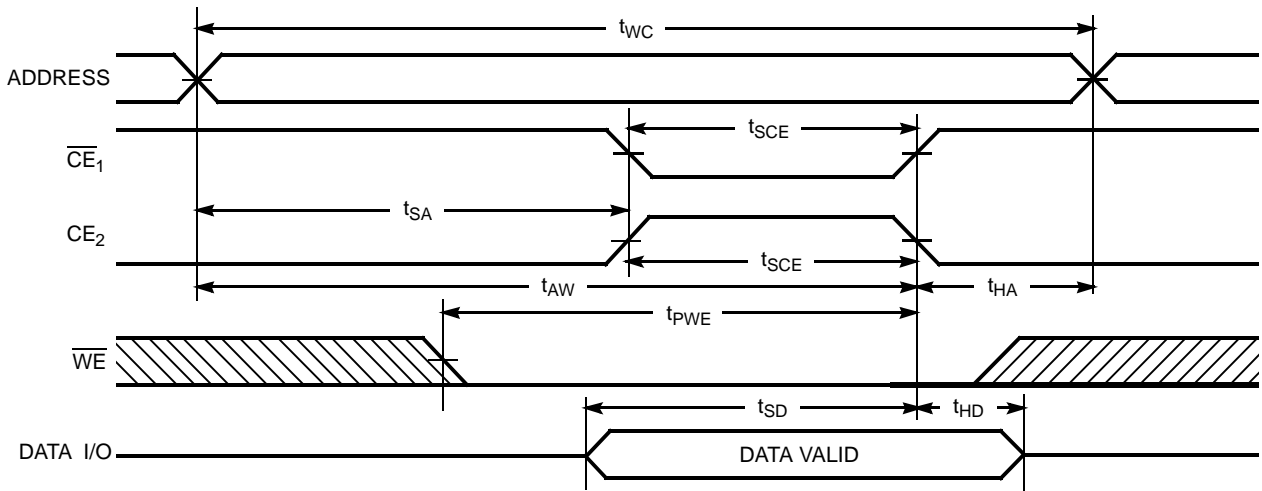 tWC
ADDRESS
tSCE
CE1
tSA
CE2
tSCE
tAW
tHA
tPWE
WE
tSD
tHD
DATA I/O
DATA VALID